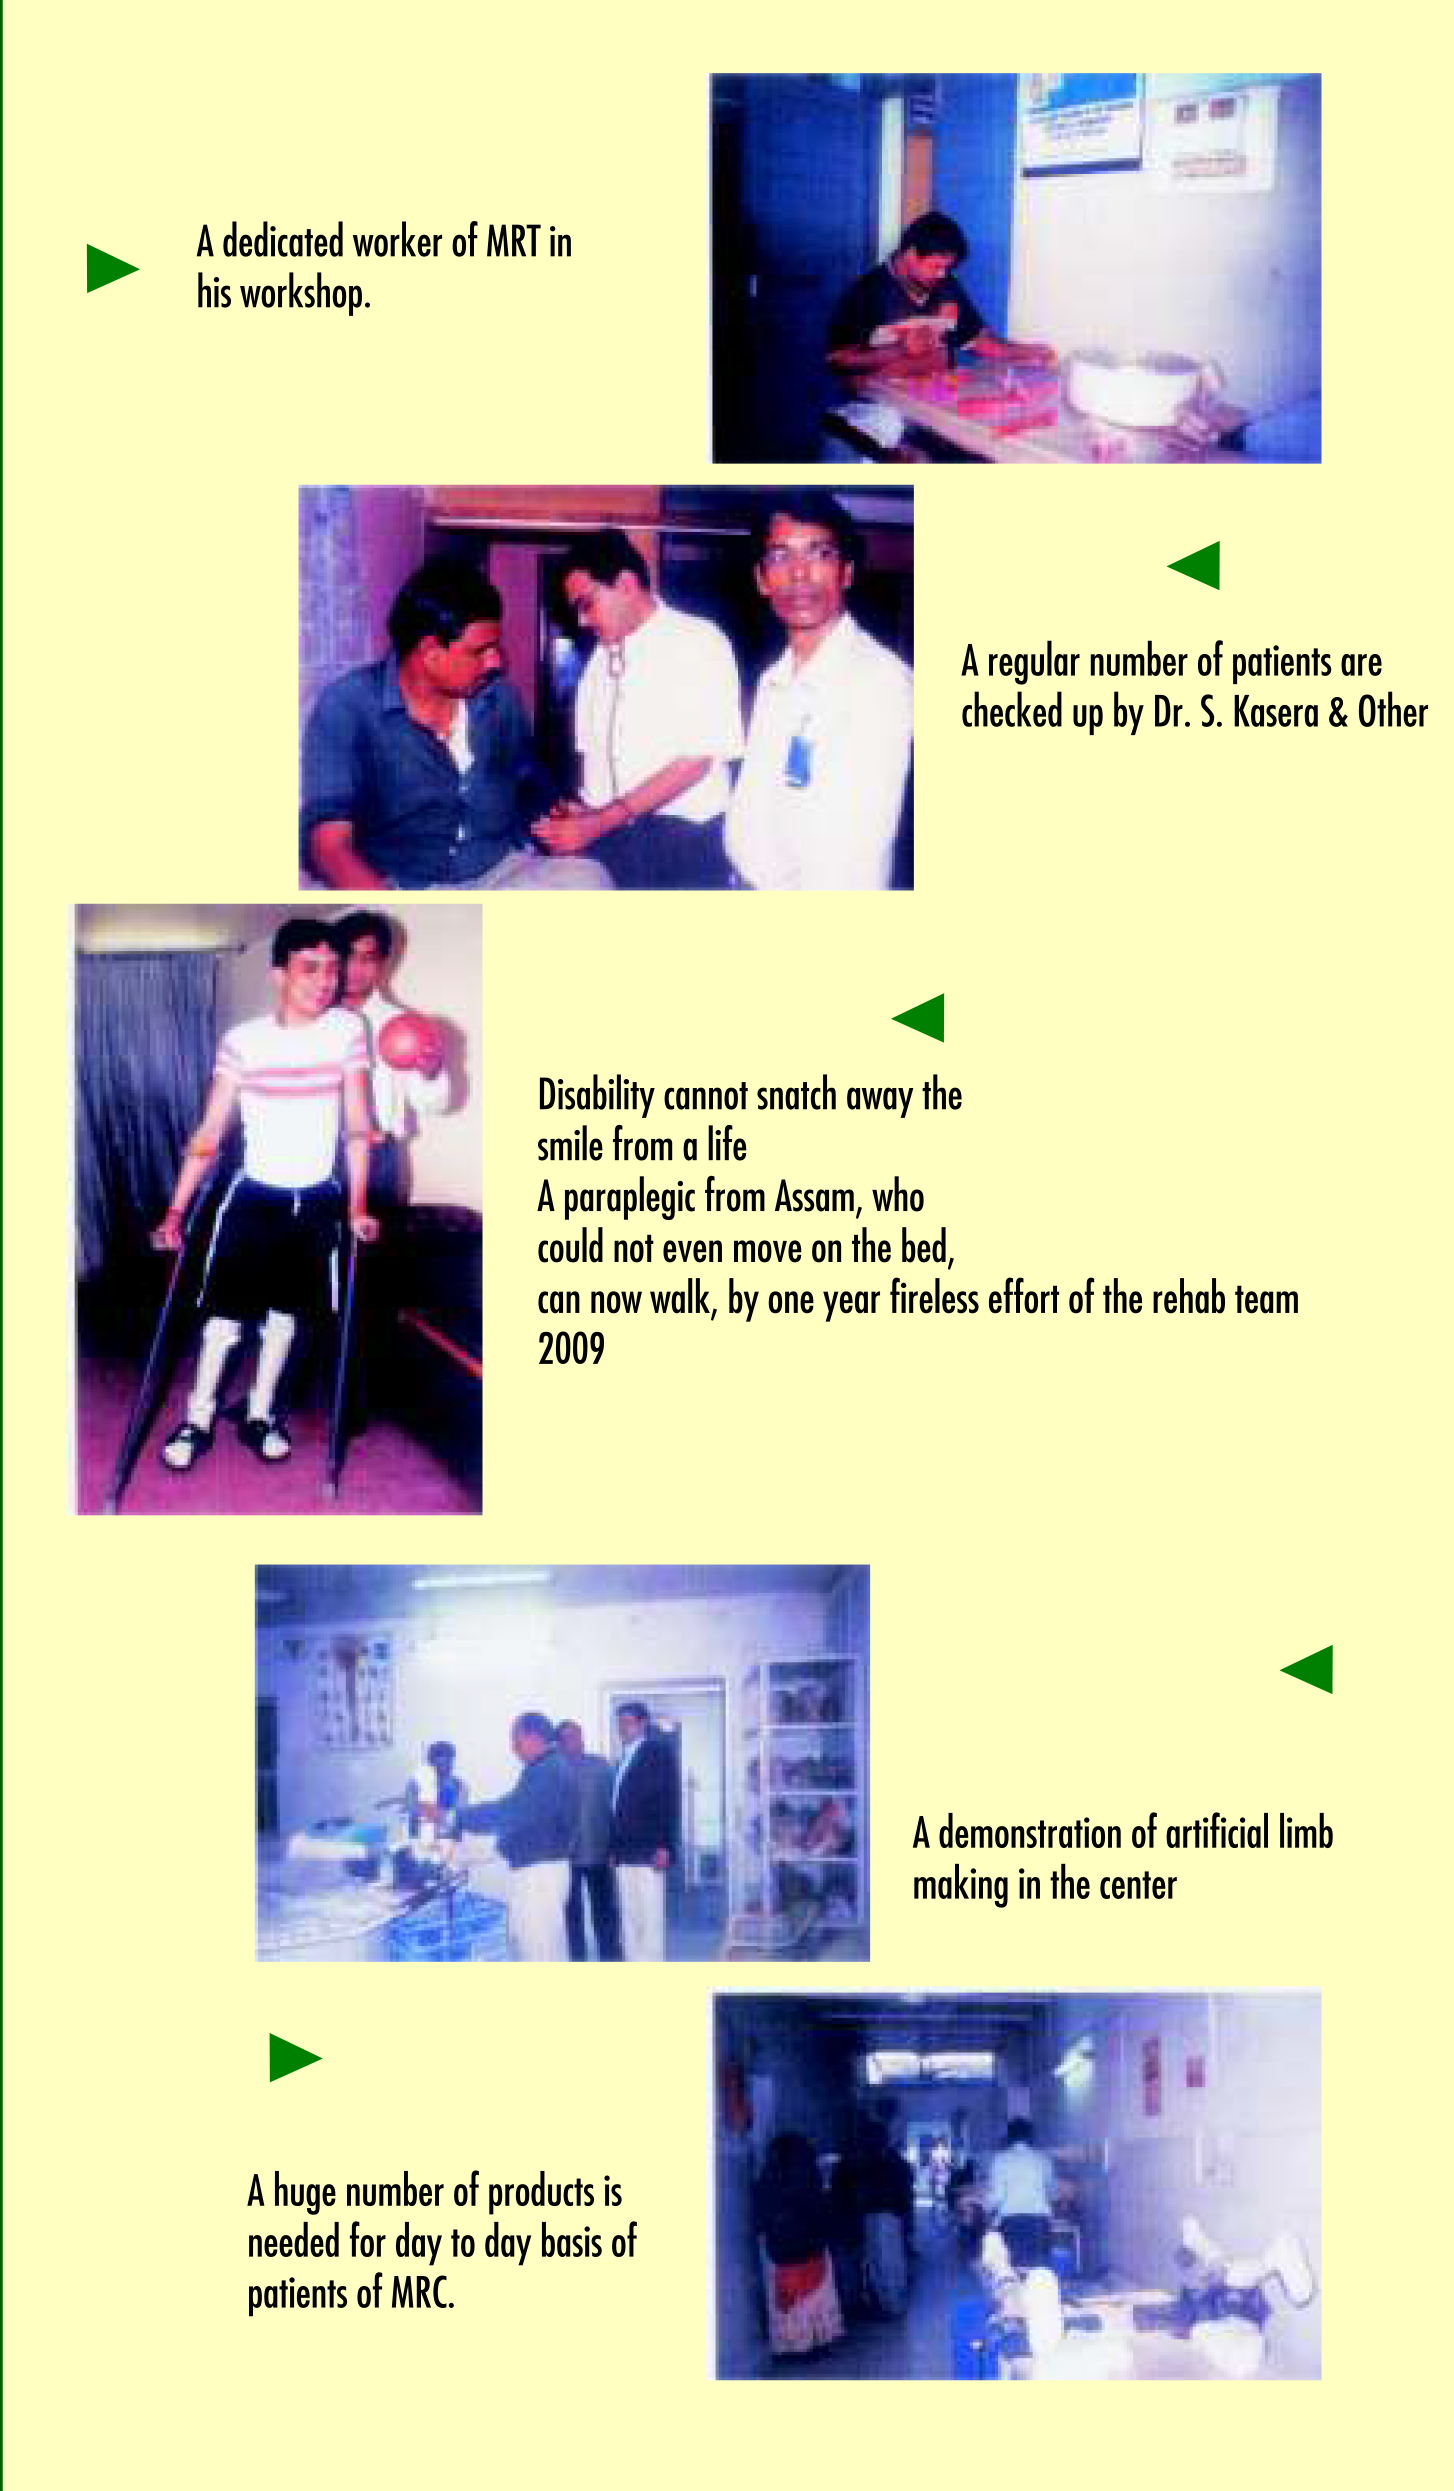 A dedicated worker of MRT in
his workshop.
A regular number of patients are
checked up by Dr. S. Kasera & Other
Disability cannot snatch away the
smile from a life
A paraplegic from Assam, who
could not even move on the bed,
can now walk, by one year fireless effort of the rehab team
2009
A demonstration of artificial limb
making in the center
A huge number of products is
needed for day to day basis of
patients of MRC.